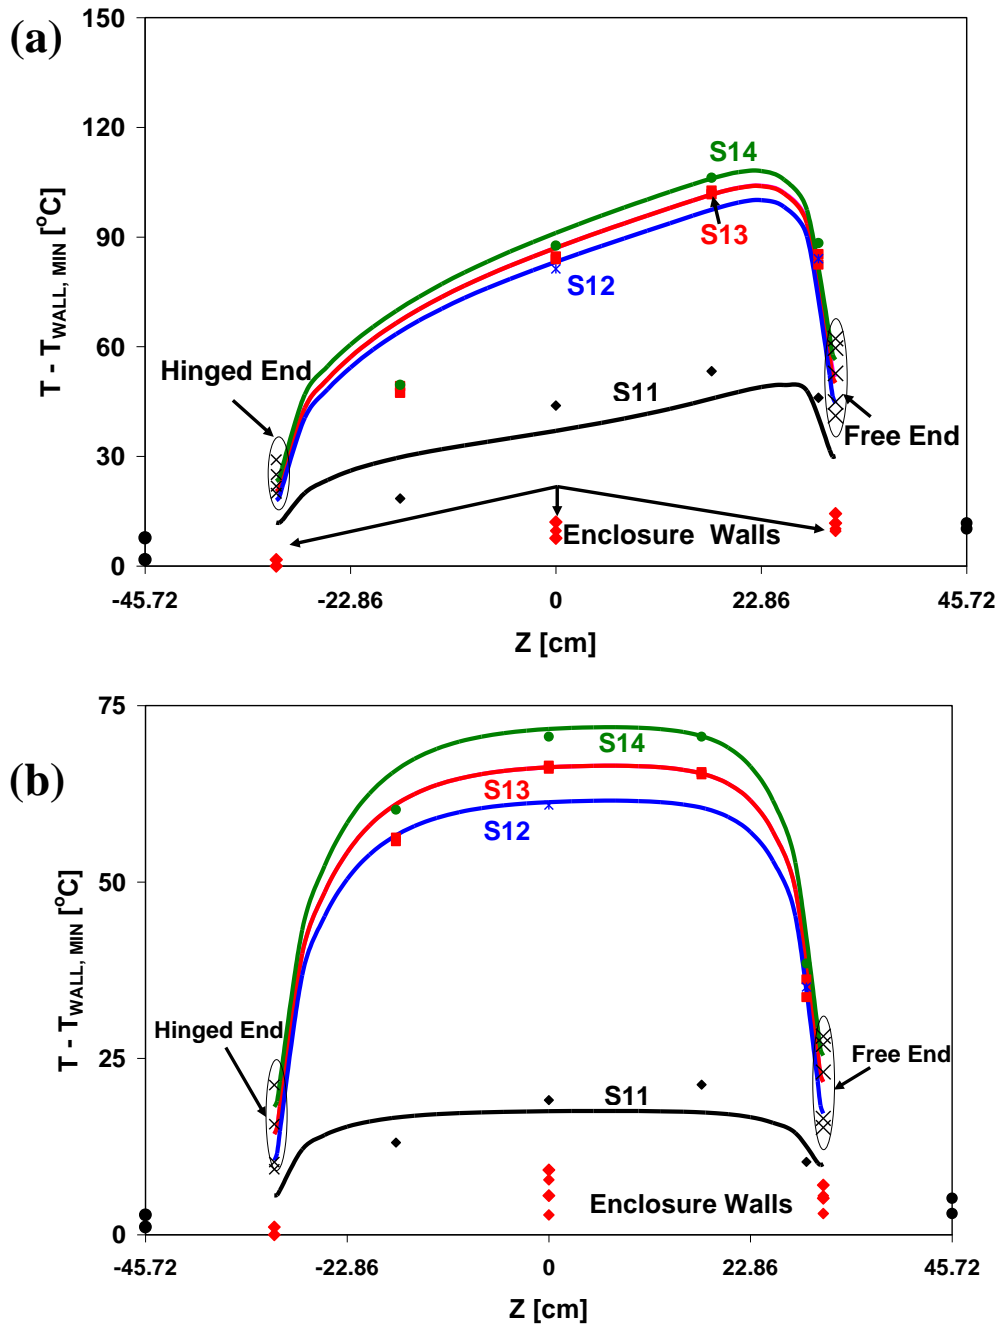 (a)
150
120
90
60
30
0
T - T WALL, MIN [°C]
S14
S13
S12
Hinged End
S11
Free End
Enclosure Walls
-45.72 -22.86 0 22.86 45.72
Z [cm]
(b)
75
50
25
0
T - T WALL, MIN [°C]
S14
S13
S12
Hinged End
Free End
S11
Enclosure Walls
-45.72 -22.86 0 22.86 45.72
Z [cm]